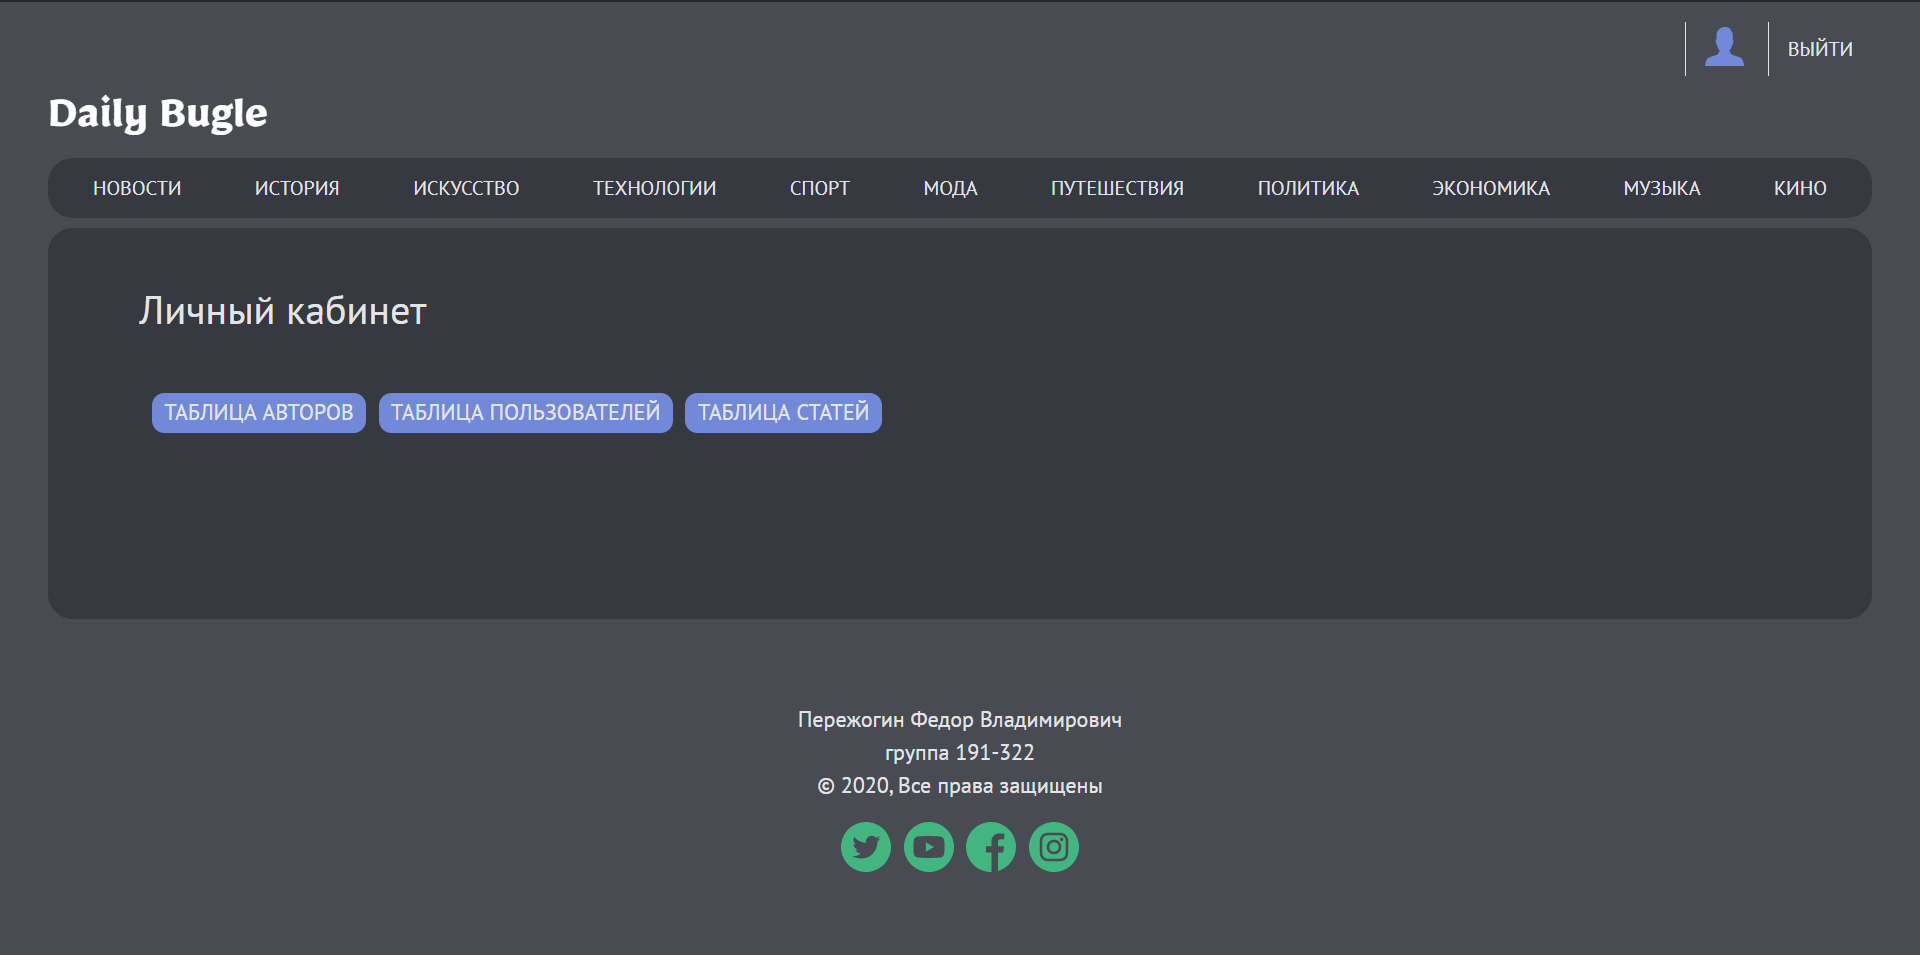 ВЫЙТИ
Daily Bugle
НОВОСТИ ИСТОРИЯ ИСКУССТВО ТЕХНОЛОГИИ СПОРТ МОДА ПУТЕШЕСТВИЯ ПОЛИТИКА ЭКОНОМИКА МУЗЫКА КИНО
Личный кабинет
ТАБЛИЦА АВТОРОВ ТАБЛИЦА ПОЛЬЗОВАТЕЛЕЙ ТАБЛИЦА СТАТЕЙ
Пережогин Федор Владимирович
группа 191-322
© 2020, Все права защищены